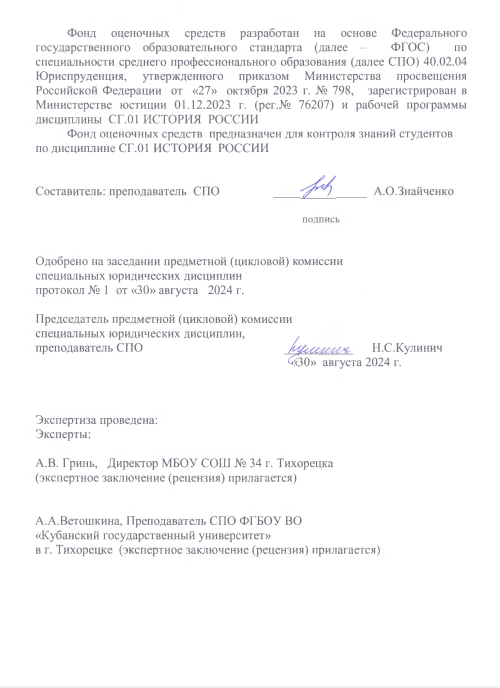 Фонд оценочных средств разработан на основе Федерального
государственного образовательного стандарта (далее – ФГОС) по
специальности среднего профессионального образования (далее СПО) 40.02.04
Юриспруденция, утвержденного приказом Министерства просвещения
Российской Федерации от «27» октября 2023 г. № 798, зарегистрирован в
Министерстве юстиции 01.12.2023 г. (рег.№ 76207) и рабочей программы
дисциплины СГ.01 ИСТОРИЯ РОССИИ
Фонд оценочных средств предназначен для контроля знаний студентов
по дисциплине СГ.01 ИСТОРИЯ РОССИИ
Составитель: преподаватель СПО А.О.Знайченко
подпись
Одобрено на заседании предметной (цикловой) комиссии
специальных юридических дисциплин
протокол № 1 от «30» августа 2024 г.
Председатель предметной (цикловой) комиссии
специальных юридических дисциплин,
преподаватель СПО Н.С.Кулинич
«30» августа 2024 г.
Экспертиза проведена:
Эксперты:
А.В. Гринь, Директор МБОУ СОШ № 34 г. Тихорецка
(экспертное заключение (рецензия) прилагается)
А.А.Ветошкина, Преподаватель СПО ФГБОУ ВО
«Кубанский государственный университет»
в г. Тихорецке (экспертное заключение (рецензия) прилагается)